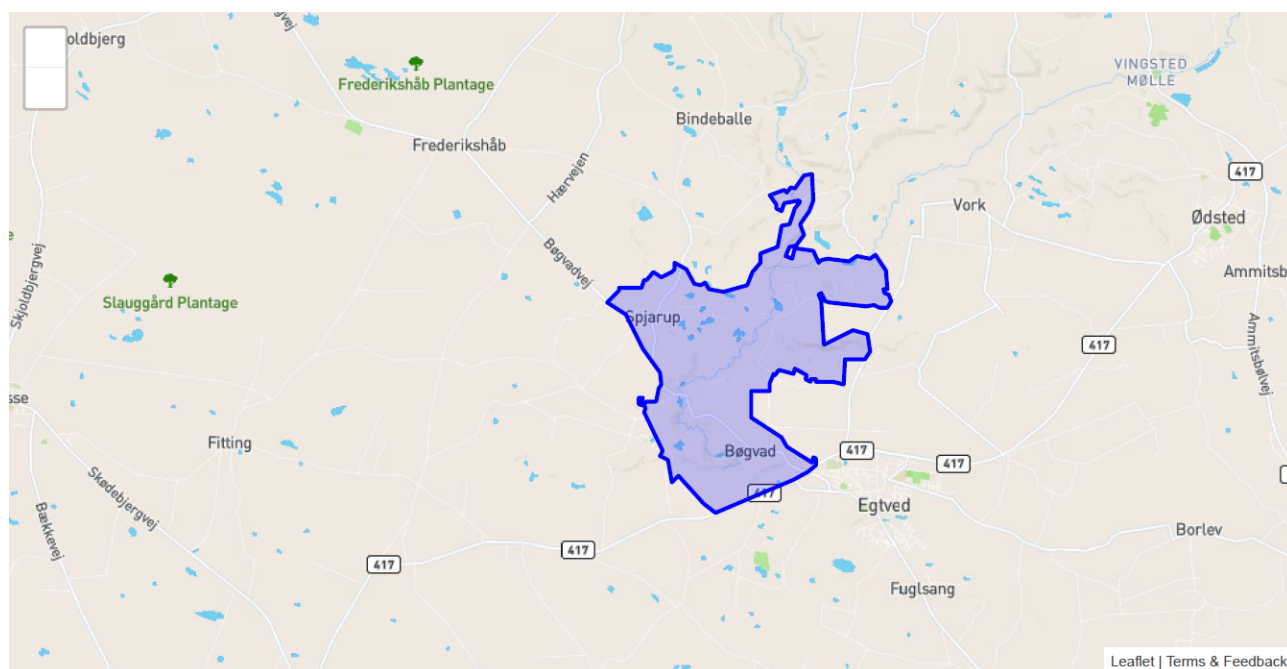 oldbjerg
VINGSTED
MØLLE
Frederikshåb Plantage
Bindeballe
Frederikshåb
Hærvejen
417
Vork
Ødsted
Skjoldbjergvej
Bøgvadvej
Ammitsb
Slauggård Plantage
Spjarup
417
Ammitsbølvej
sse
Fitting
Bøgvad
417
417
Skødebjergvej
417
Egtved
Bækkevej
Borlev
417
417
Fuglsang
Leaflet | Terms & Feedback